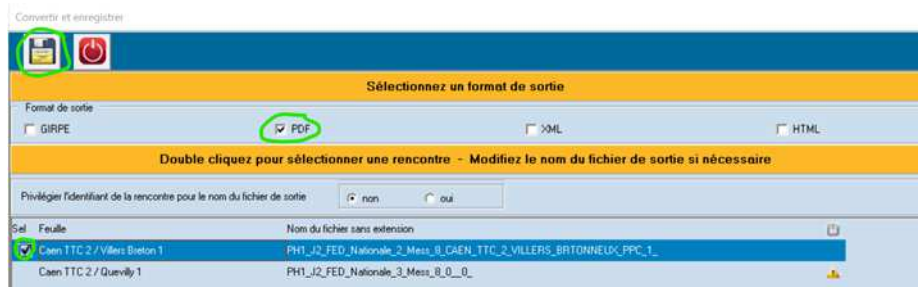 Convertir et enregistrer
Sélectionnez un format de sortie
Format de sortie
GIRPE PDF XML HTML
Double cliquez pour sélectionner une rencontre - Modifiez le nom du fichier de sortie si nécessaire
Privilégier l'identifiant de la rencontre pour le nom du fichier de sortie non oui
Sel Feuille Nom du fichier sans extension
Caen TTC 2 / Villers Breton 1 PH1_J2_FED_Nationale_2_Mess_8_CAEN_TTC_2_VILLERS_BRTONNEUX_PPC_1_
Caen TTC 2 / Quevilly 1 PH1_J2_FED_Nationale_3_Mess_8_0__0_